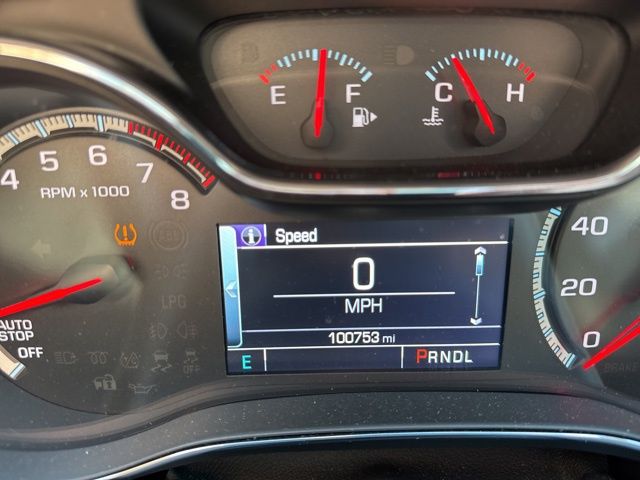 E F
C H
4 5 6 7 8
RPM x 1000
LPG
AUTO
STOP
OFF
i Speed
0
MPH
100753 mi
E PRNDL
40
20
0
BRAKE